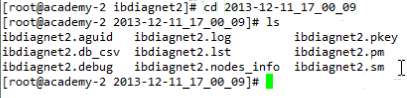 [root@academy-2 ibdiagnet2]# cd 2013-12-11_17_00_09
[root@academy-2 2013-12-11_17_00_09]# ls
ibdiagnet2.aguid   ibdiagnet2.log         ibdiagnet2.pkey
ibdiagnet2.db_csv  ibdiagnet2.lst         ibdiagnet2.pm
ibdiagnet2.debug   ibdiagnet2.nodes_info  ibdiagnet2.sm
[root@academy-2 2013-12-11_17_00_09]#